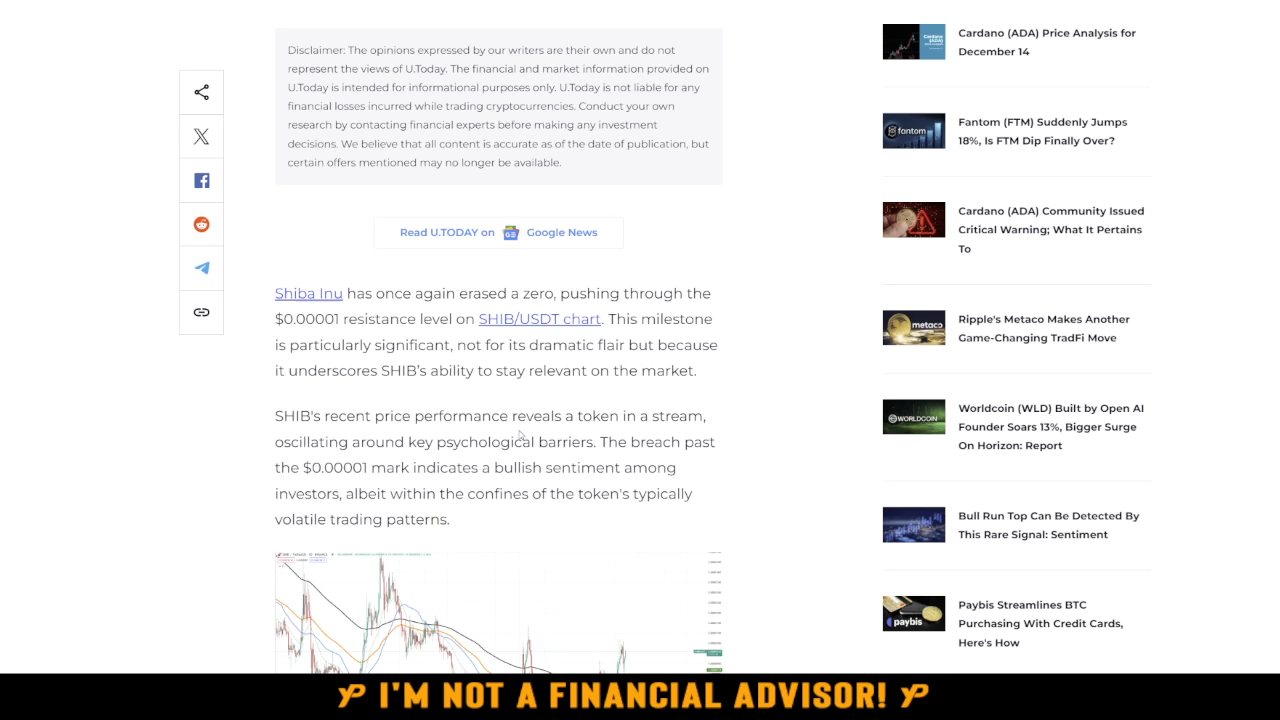 Disclaimer: The opinions expressed by our writers are their own and do not
represent the views of U.Today. The financial and market information provided on
U.Today is intended for informational purposes only. U.Today is not liable for any
financial losses incurred while trading cryptocurrencies. Conduct your own
research by contacting financial experts before making any investment
decisions. We believe that all content is accurate as of the date of publication, but
certain offers mentioned may no longer be available.
Read U.TODAY on Google News
Shiba Inu has once again erased a zero, pushing through the
$0.00001 resistance level on SHIB/USDT chart. This milestone
is particularly significant, not for its dramatic flair but because
it underscores SHIB's ability to stay relevant on the market.
SHIB's recent price performance reveals a token in a stream,
oscillating around key psychological barriers. The breach past
the $0.00001 mark indicates a bullish sentiment among
investors, albeit within the confines of the token's typically
volatile trading patterns.
Cardano (ADA) Price Analysis for
December 14
fantom
Fantom (FTM) Suddenly Jumps
18%, Is FTM Dip Finally Over?
Cardano (ADA) Community Issued
Critical Warning; What It Pertains
To
metaco
Ripple's Metaco Makes Another
Game-Changing TradFi Move
WORLDCOIN
Worldcoin (WLD) Built by Open AI
Founder Soars 13%, Bigger Surge
On Horizon: Report
Bull Run Top Can Be Detected By
This Rare Signal: Sentiment
paybis
Paybis Streamlines BTC
Purchasing With Credit Cards,
Here's How
I'M NOT A FINANCIAL ADVISOR!